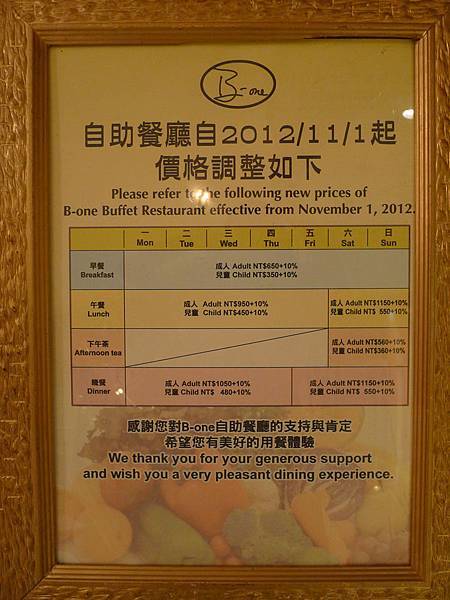 B-one
自助餐廳自2012/11/1起
價格調整如下
Please refer to the following new prices of
B-one Buffet Restaurant effective from November 1, 2012.
一 二 三 四 五 六 日
Mon Tue Wed Thu Fri Sat Sun
早餐 成人 Adult NT$650+10%
Breakfast 兒童 Child NT$350+10%
午餐 成人 Adult NT$950+10% 成人 Adult NT$1150+10%
Lunch 兒童 Child NT$450+10% 兒童 Child NT$ 550+10%
下午茶 成人 Adult NT$560+10%
Afternoon tea 兒童 Child NT$360+10%
晚餐 成人 Adult NT$1050+10% 成人 Adult NT$1150+10%
Dinner 兒童 Child NT$ 480+10% 兒童 Child NT$ 550+10%
感謝您對B-one自助餐廳的支持與肯定
希望您有美好的用餐體驗
We thank you for your generous support
and wish you a very pleasant dining experience.